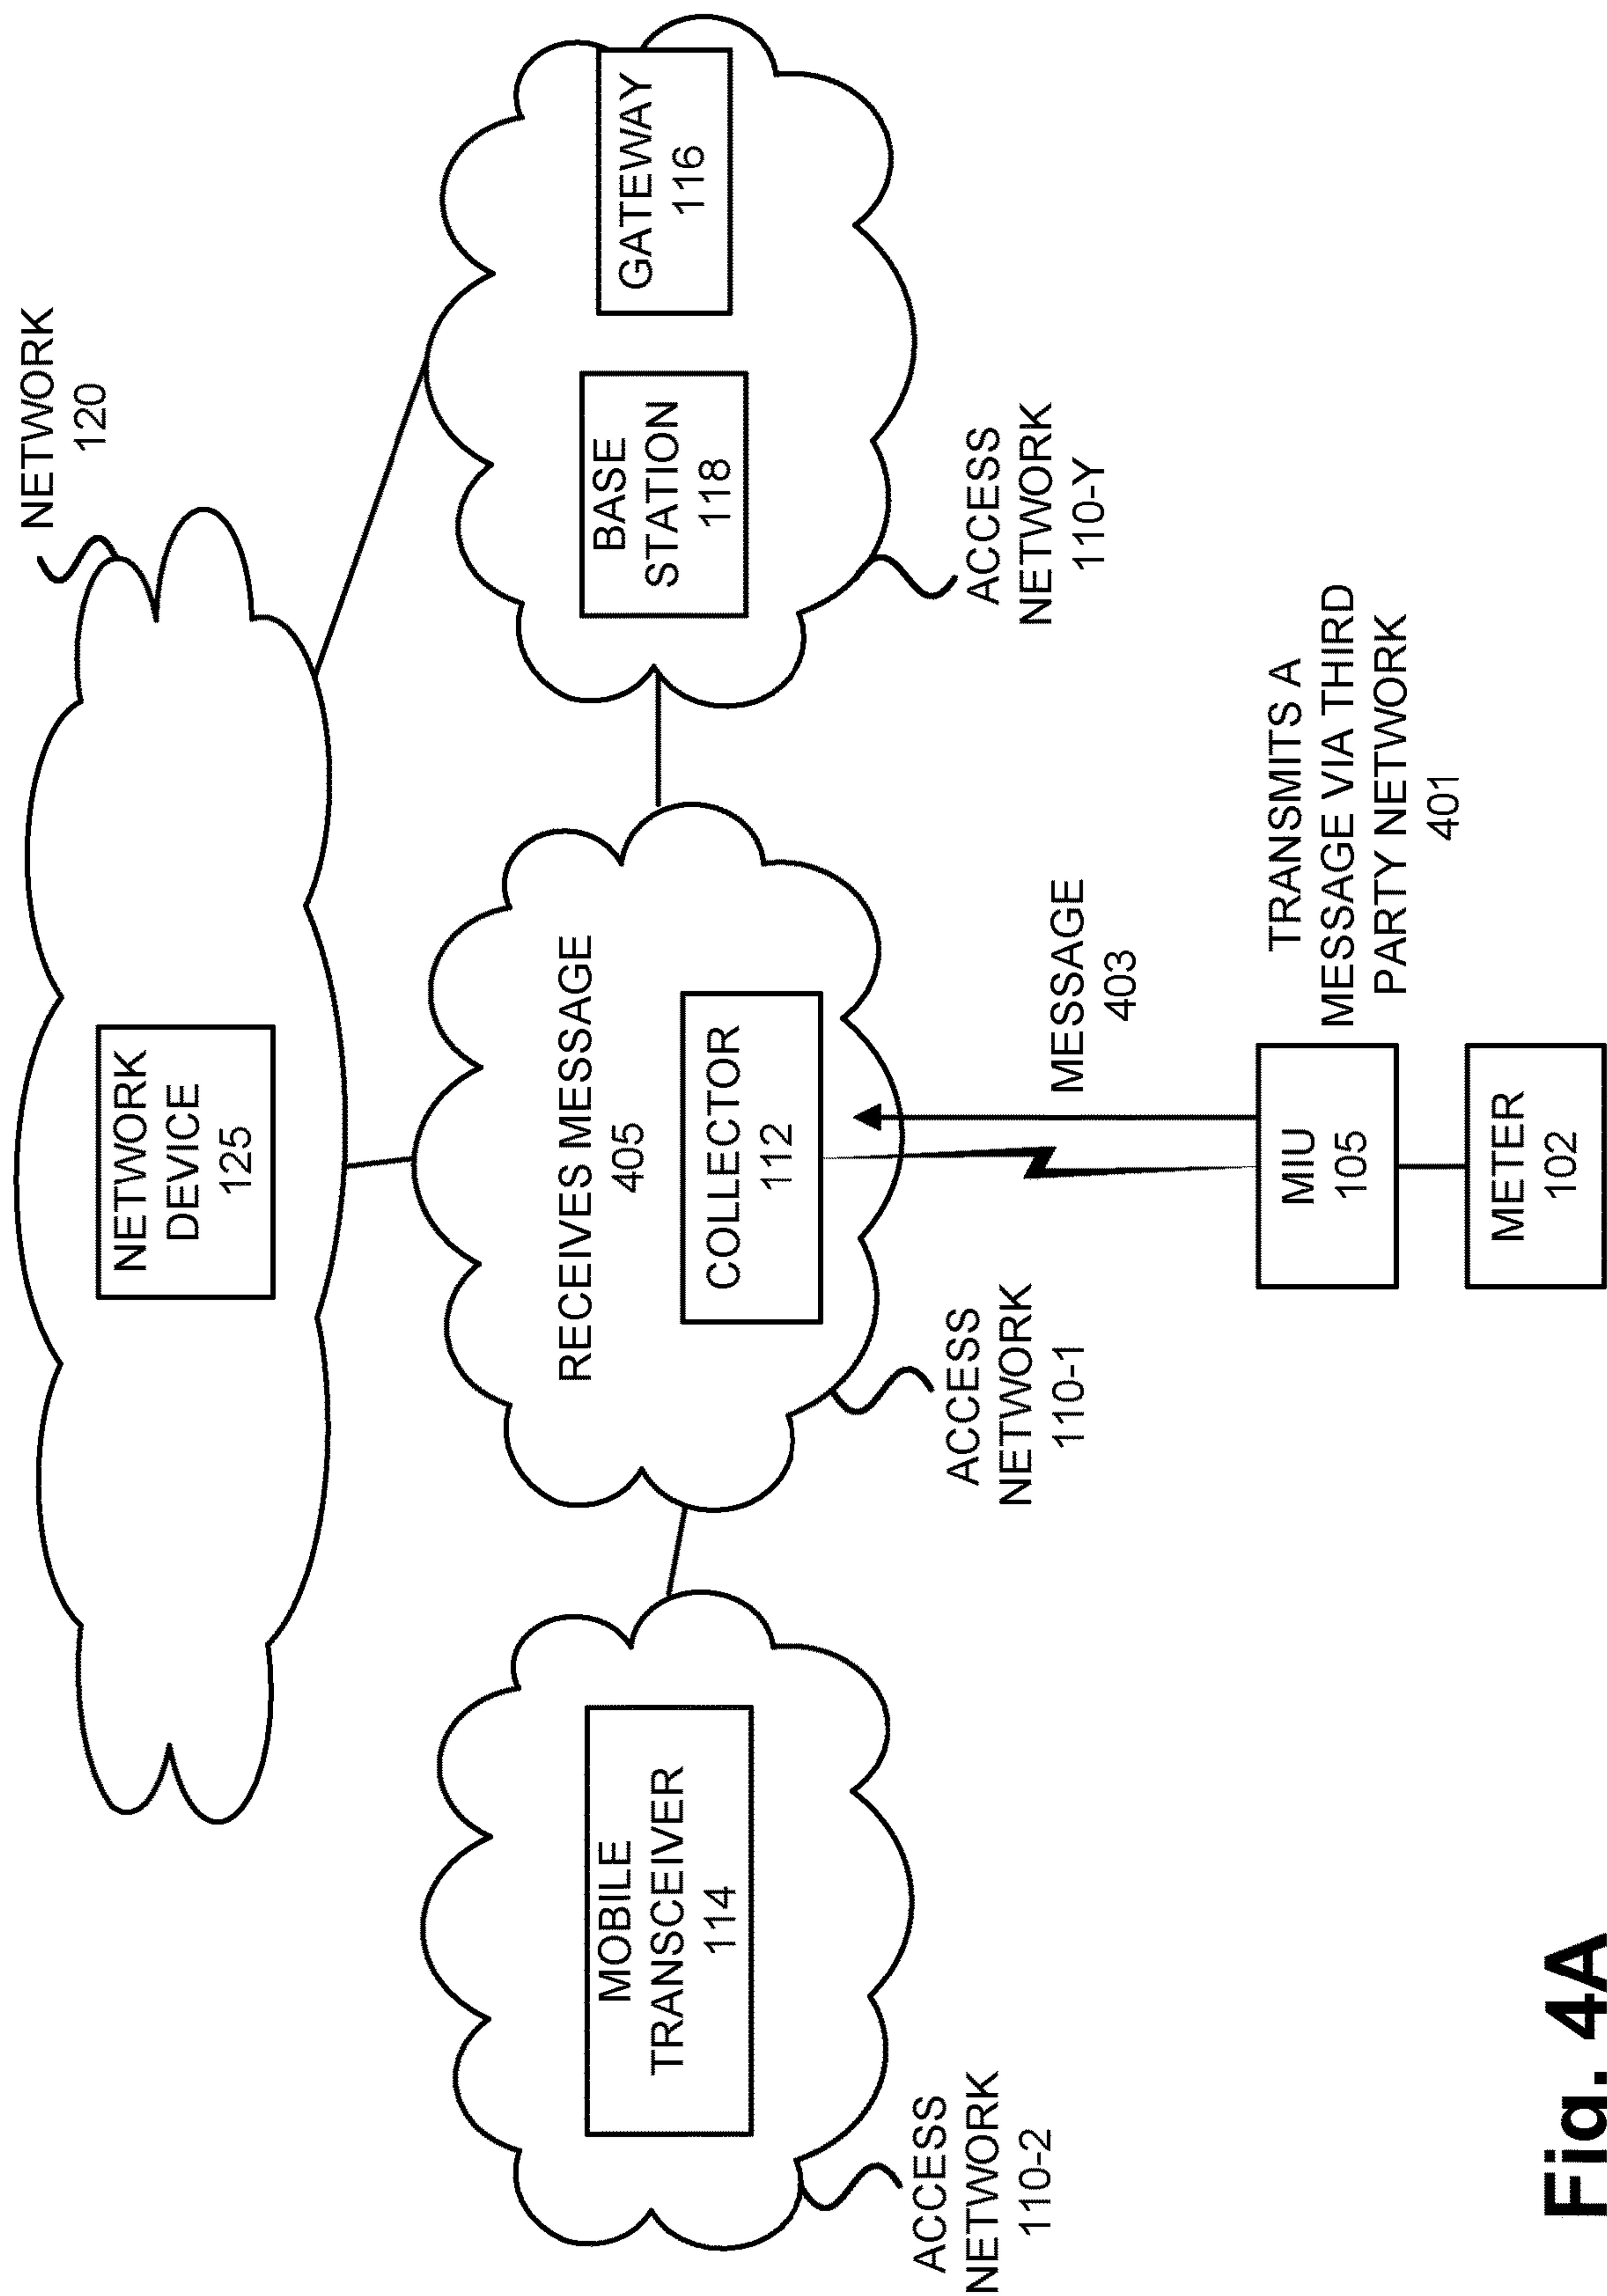 NETWORK
120
NETWORK
DEVICE
125
MOBILE
TRANSCEIVER
114
RECEIVES MESSAGE
405
COLLECTOR
112
BASE
STATION
118
GATEWAY
116
ACCESS
NETWORK
110-2
ACCESS
NETWORK
110-1
ACCESS
NETWORK
110-Y
MESSAGE
403
TRANSMITS A
MESSAGE VIA THIRD
PARTY NETWORK
401
MIU
105
METER
102
Fig. 4A